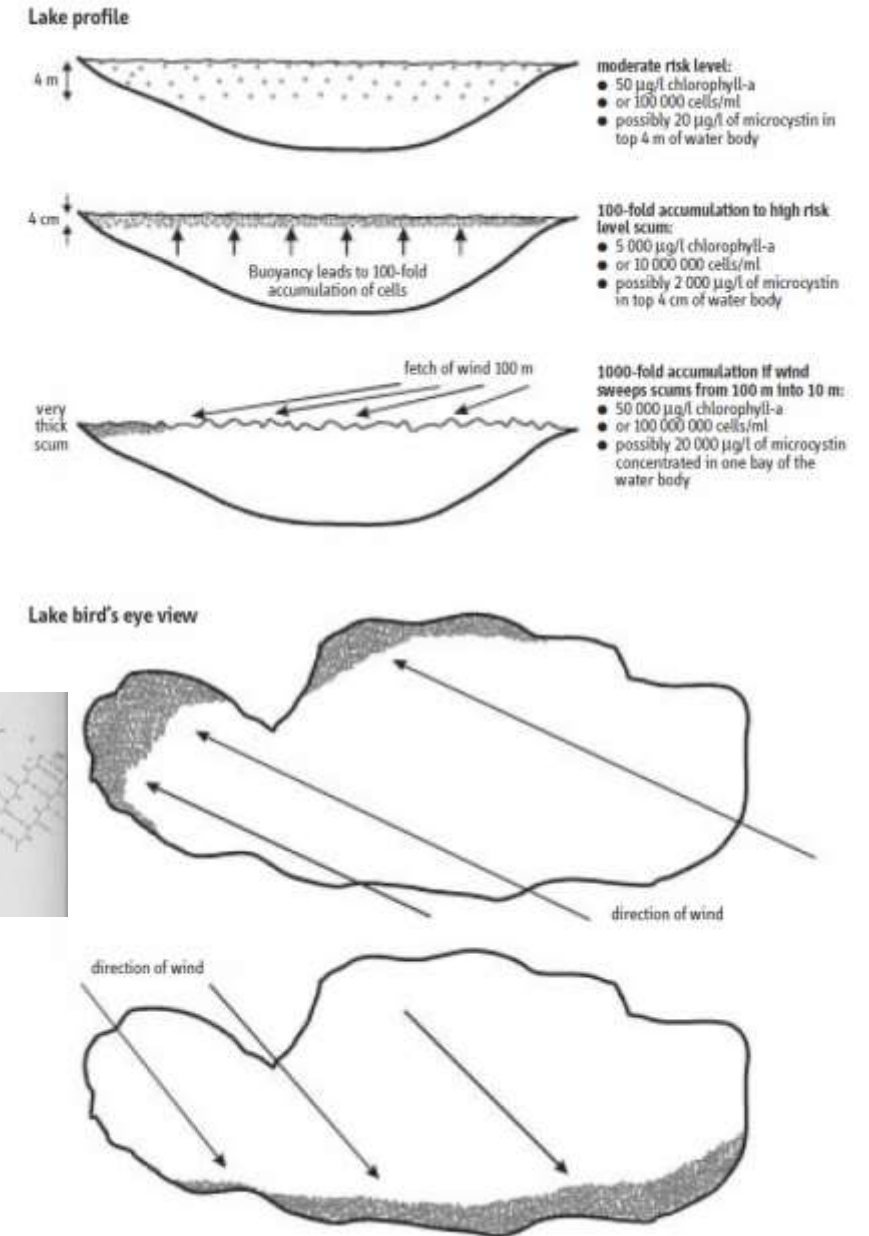 Lake profile
4 m
moderate risk level:
● 50 µg/l chlorophyll-a
● or 100 000 cells/ml
● possibly 20 µg/l of microcystin in
top 4 m of water body
4 cm
Buoyancy leads to 100-fold
accumulation of cells
100-fold accumulation to high risk
level scum:
● 5 000 µg/l chlorophyll-a
● or 10 000 000 cells/ml
● possibly 2 000 µg/l of microcystin
in top 4 cm of water body
very
thick
scum
fetch of wind 100 m
1000-fold accumulation if wind
sweeps scums from 100 m into 10 m:
● 50 000 µg/l chlorophyll-a
● or 100 000 000 cells/ml
● possibly 20 000 µg/l of microcystin
concentrated in one bay of the
water body
Lake bird's eye view
direction of wind
direction of wind